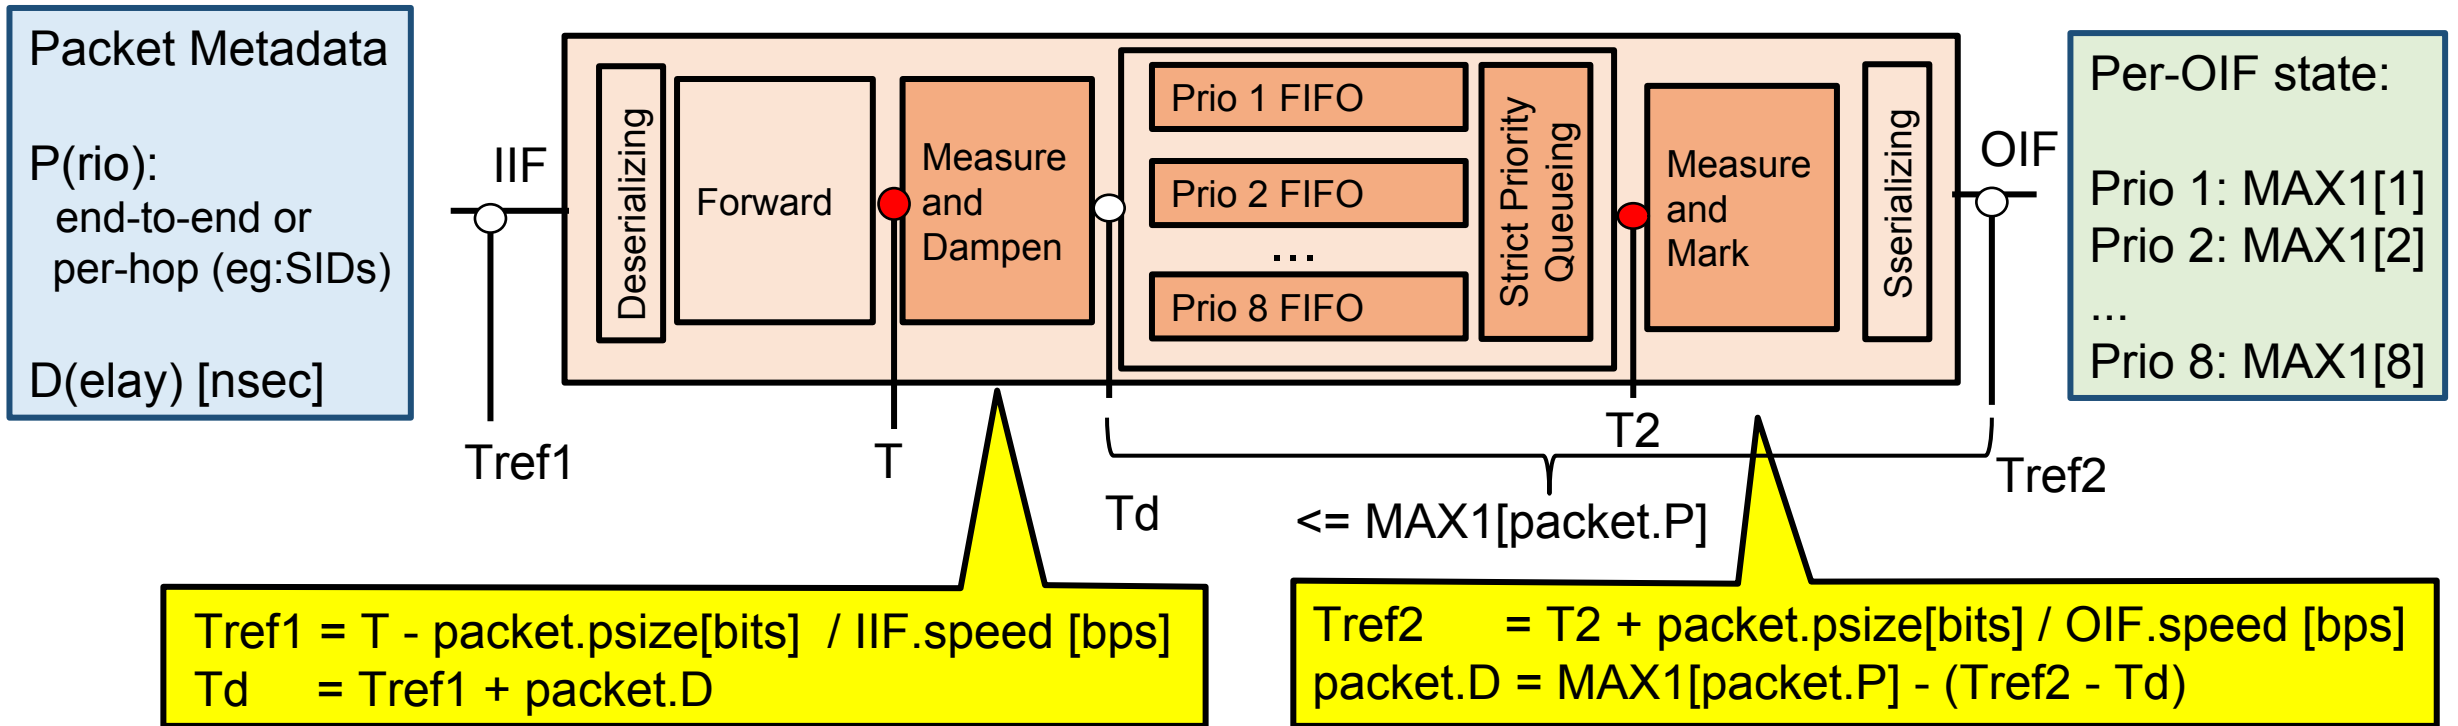 Packet Metadata
P(rio):
end-to-end or
per-hop (eg:SIDs)
D(elay) [nsec]
IIF
Tref1
Deserializing
Forward
T
Measure
and
Dampen
Td
Prio 1 FIFO
Prio 2 FIFO
...
Prio 8 FIFO
Strict Priority
Queueing
T2
Measure
and
Mark
Sserializing
OIF
Tref2
<= MAX1[packet.P]
Per-OIF state:
Prio 1: MAX1[1]
Prio 2: MAX1[2]
...
Prio 8: MAX1[8]
Tref1 = T - packet.psize[bits] / IIF.speed [bps]
Td = Tref1 + packet.D
Tref2 = T2 + packet.psize[bits] / OIF.speed [bps]
packet.D = MAX1[packet.P] - (Tref2 - Td)